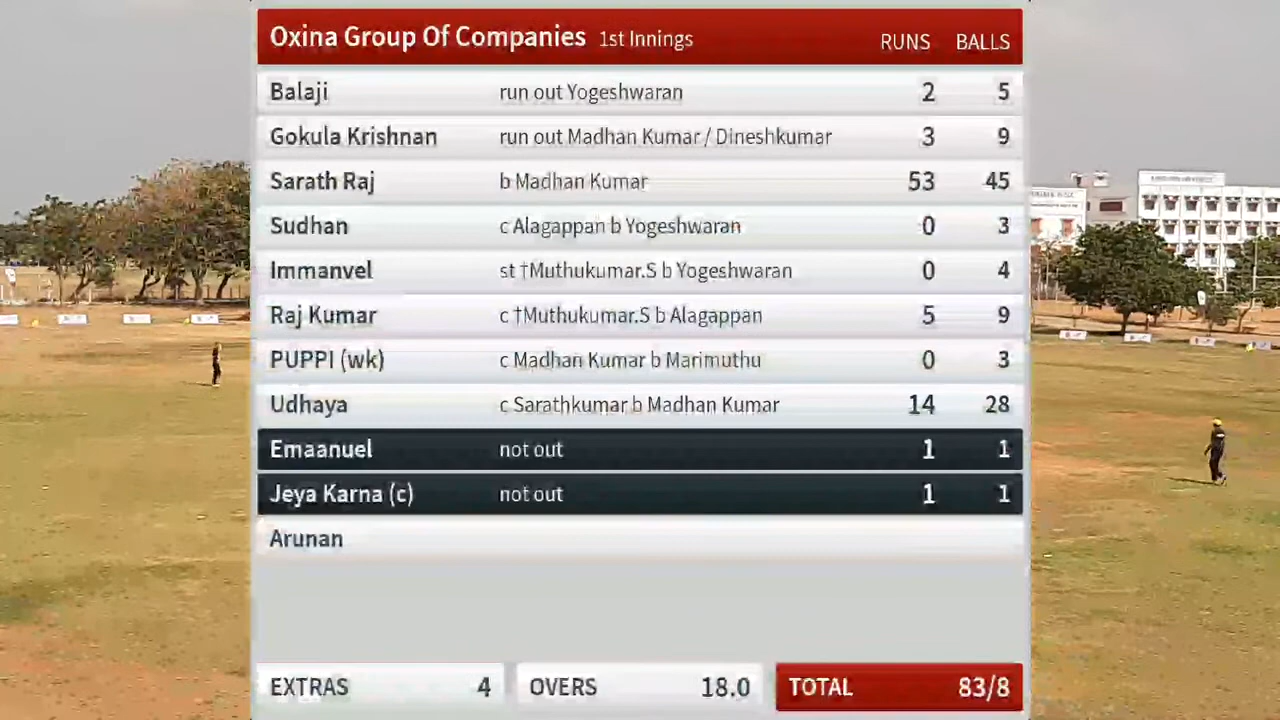 Oxina Group Of Companies 1st Innings RUNS BALLS
Balaji run out Yogeshwaran 2 5
Gokula Krishnan run out Madhan Kumar / Dineshkumar 3 9
Sarath Raj b Madhan Kumar 53 45
Sudhan c Alagappan b Yogeshwaran 0 3
Immanvel st †Muthukumar.S b Yogeshwaran 0 4
Raj Kumar c †Muthukumar.S b Alagappan 5 9
PUPPI (wk) c Madhan Kumar b Marimuthu 0 3
Udhaya c Sarathkumar b Madhan Kumar 14 28
Emaanuel not out 1 1
Jeya Karna (c) not out 1 1
Arunan
EXTRAS 4 OVERS 18.0 TOTAL 83/8